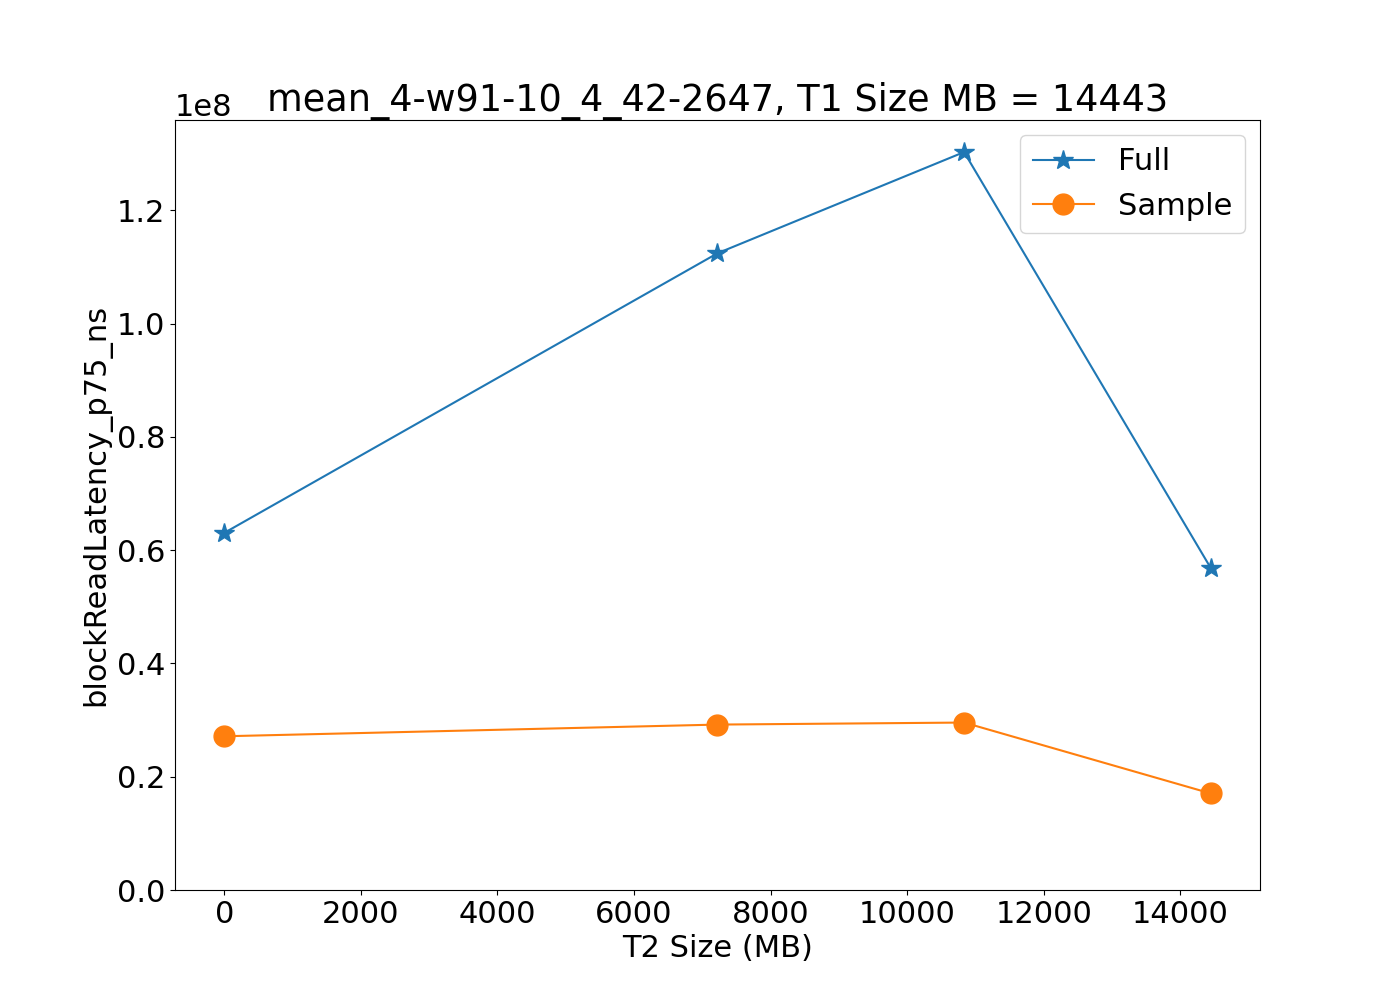 1e8
mean_4-w91-10_4_42-2647, T1 Size MB = 14443
Full
Sample
blockReadLatency_p75_ns
1.2
1.0
0.8
0.6
0.4
0.2
0.0
0 2000 4000 6000 8000 10000 12000 14000
T2 Size (MB)